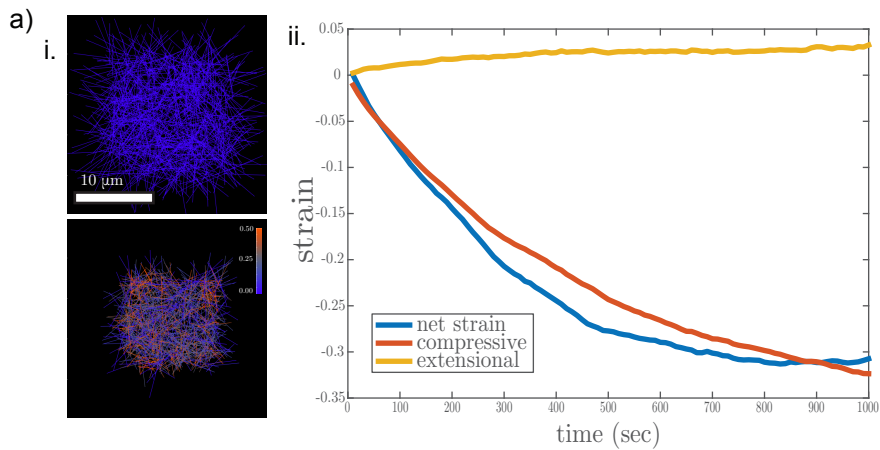 a)
i.
10 μm
0.50
0.25
0.00
ii.
0.05
0
-0.05
-0.1
-0.15
-0.2
-0.25
-0.3
-0.35
strain
net strain
compressive
extensional
0 100 200 300 400 500 600 700 800 900 1000
time (sec)